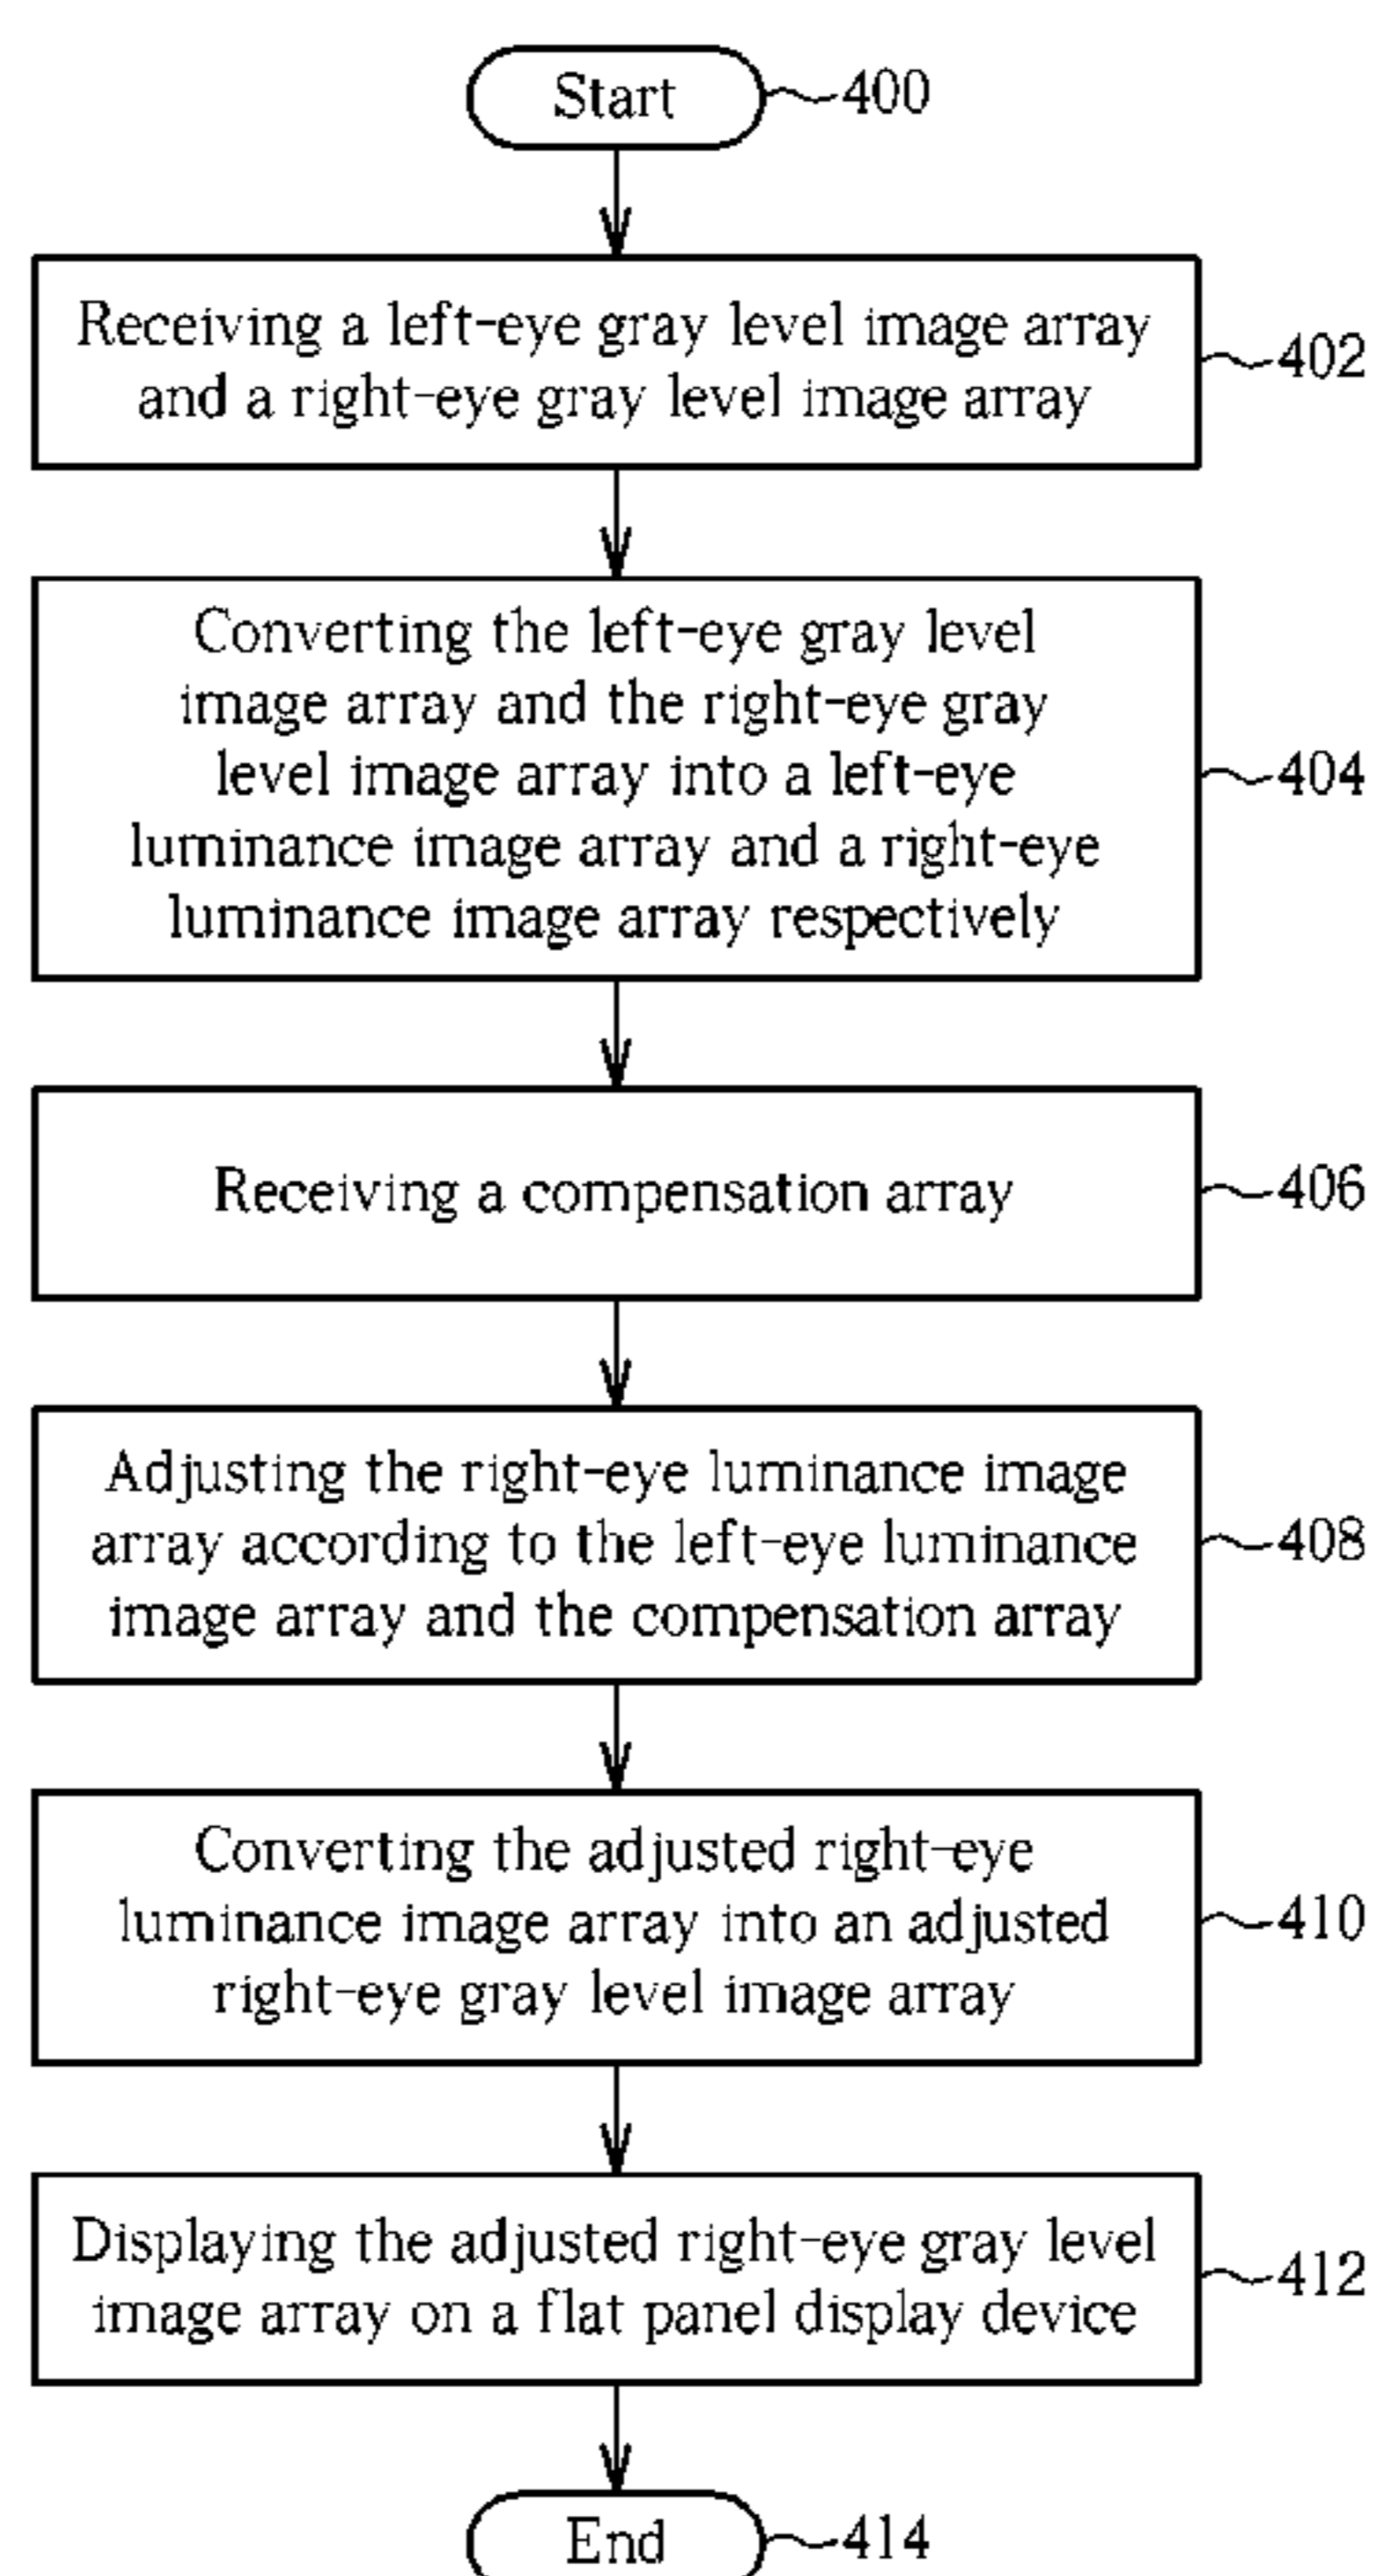 Start
400
Receiving a left-eye gray level image array
and a right-eye gray level image array
402
Converting the left-eye gray level
image array and the right-eye gray
level image array into a left-eye
luminance image array and a right-eye
luminance image array respectively
404
Receiving a compensation array
406
Adjusting the right-eye luminance image
array according to the left-eye luminance
image array and the compensation array
408
Converting the adjusted right-eye
luminance image array into an adjusted
right-eye gray level image array
410
Displaying the adjusted right-eye gray level
image array on a flat panel display device
412
End
414